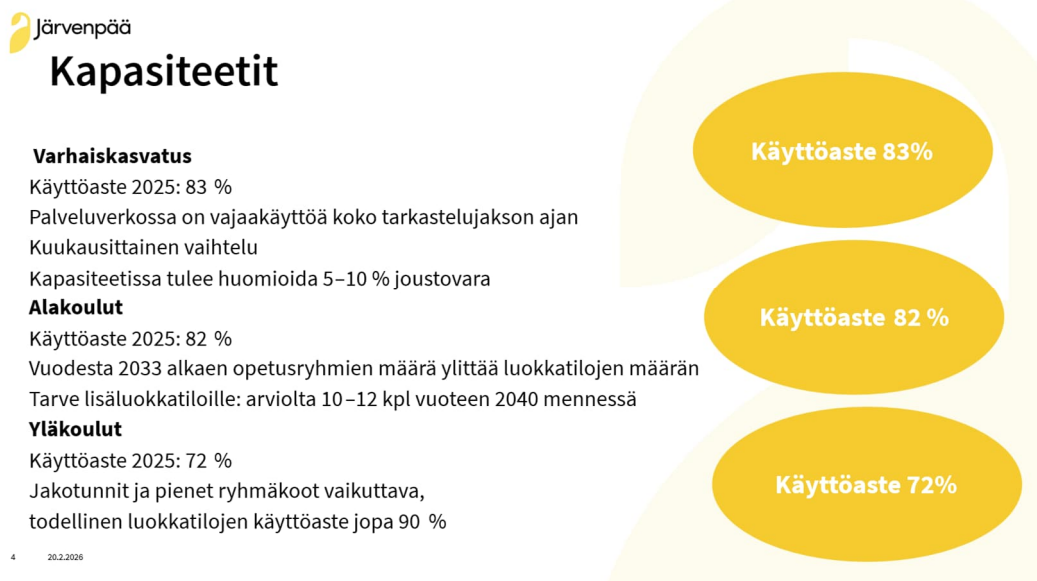 Järvenpää
Kapasiteetit
Varhaiskasvatus
Käyttöaste 2025: 83 %
Palveluverkossa on vajaakäyttöä koko tarkastelujakson ajan
Kuukausittainen vaihtelu
Kapasiteetissa tulee huomioida 5–10 % joustovara
Alakoulut
Käyttöaste 2025: 82 %
Vuodesta 2033 alkaen opetusryhmien määrä ylittää luokkatilojen määrän
Tarve lisäluokkatiloille: arviolta 10–12 kpl vuoteen 2040 mennessä
Yläkoulut
Käyttöaste 2025: 72 %
Jakotunnit ja pienet ryhmäkoot vaikuttava,
todellinen luokkatilojen käyttöaste jopa 90 %
Käyttöaste 83%
Käyttöaste 82 %
Käyttöaste 72%
4 20.2.2026